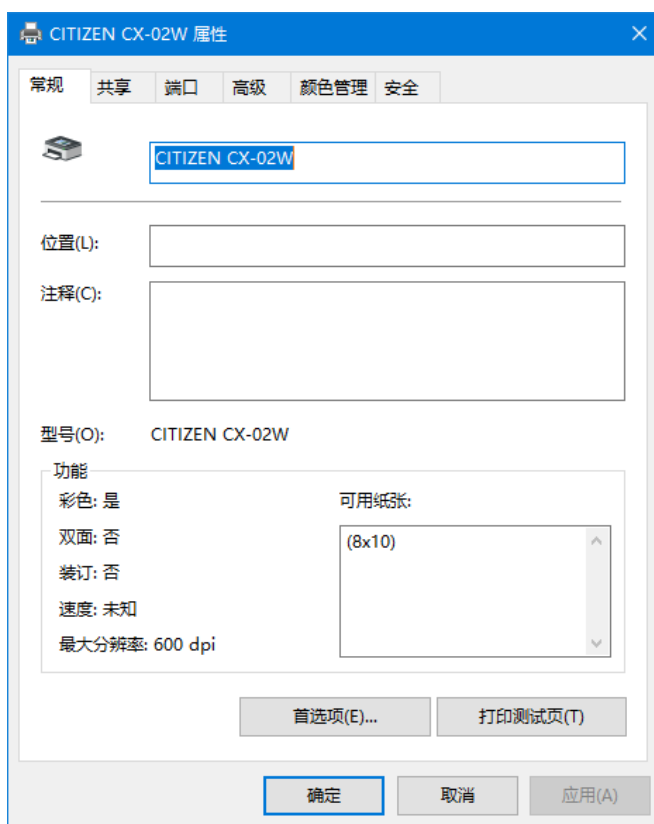 CITIZEN CX-02W 属性
常规 共享 端口 高级 颜色管理 安全
CITIZEN CX-02W
位置(L):
注释(C):
型号(O): CITIZEN CX-02W
功能
彩色: 是 可用纸张:
双面: 否 (8x10)
装订: 否
速度: 未知
最大分辨率: 600 dpi
首选项(E)... 打印测试页(T)
确定 取消 应用(A)